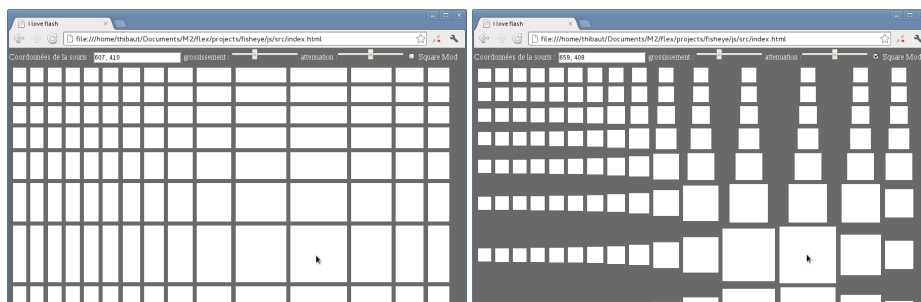 I love flash
file:///home/thibaut/Documents/M2/flex/projects/fisheye/js/src/index.html
Coordonnées de la souris : 607, 410 grossissement : attenuation : Square Mod
I love flash
file:///home/thibaut/Documents/M2/flex/projects/fisheye/js/src/index.html
Coordonnées de la souris : 659, 408 grossissement : attenuation : Square Mod